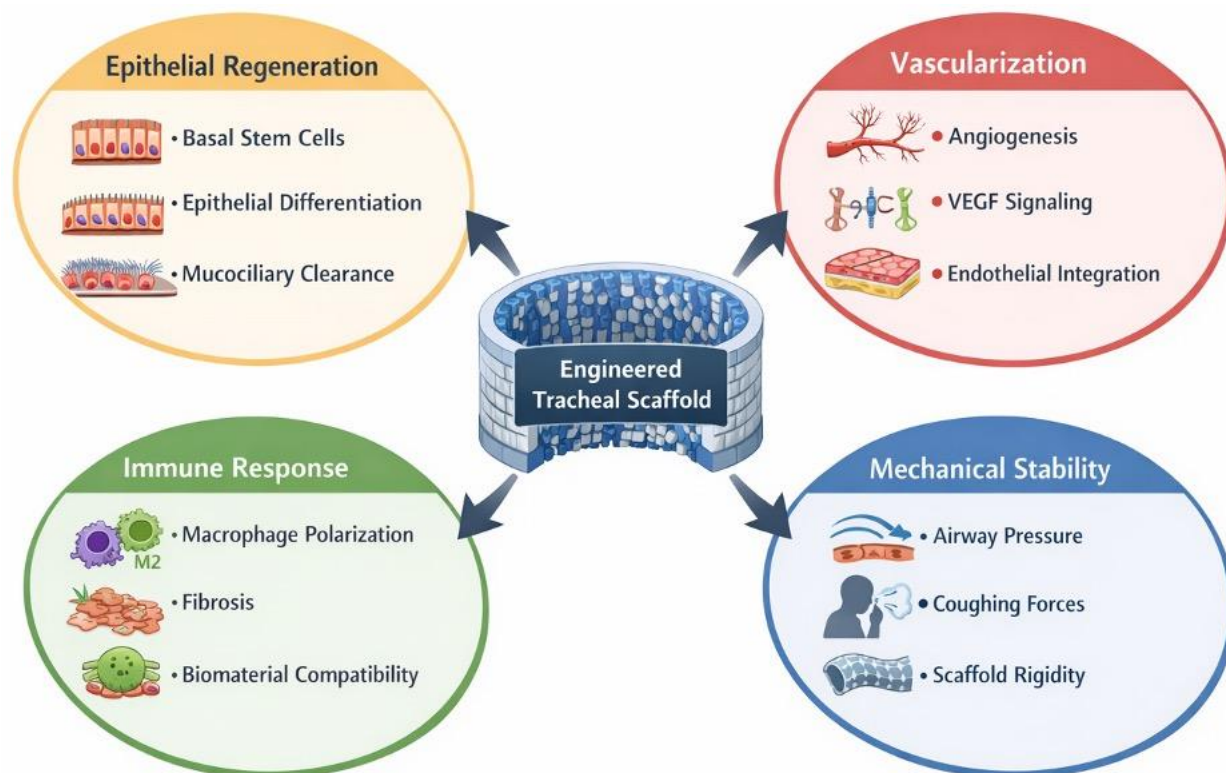 Epithelial Regeneration
• Basal Stem Cells
• Epithelial Differentiation
• Mucociliary Clearance
Vascularization
• Angiogenesis
• VEGF Signaling
• Endothelial Integration
Engineered
Tracheal Scaffold
Immune Response
• Macrophage Polarization
M2
• Fibrosis
• Biomaterial Compatibility
Mechanical Stability
• Airway Pressure
• Coughing Forces
• Scaffold Rigidity